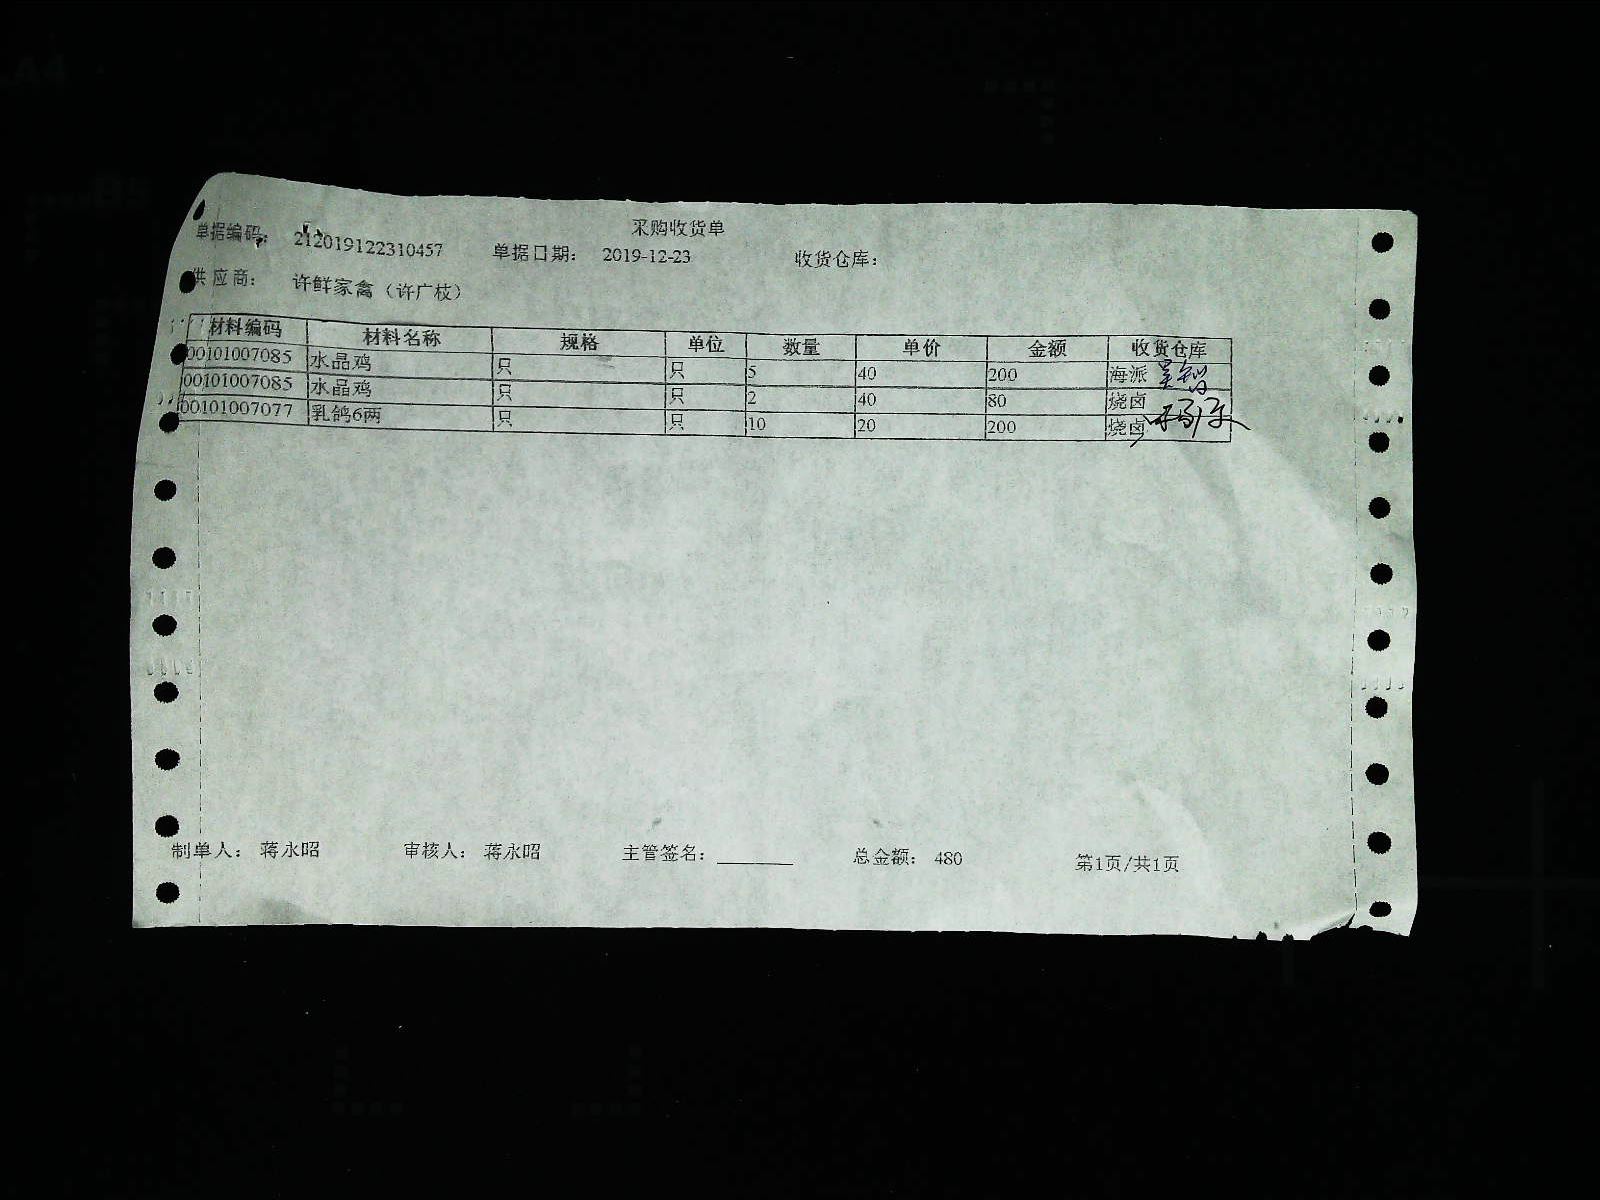 采购收货单
单据编码： 212019122310457 单据日期： 2019-12-23 收货仓库：
供应商： 许鲜家禽（许广枝）
材料编码 材料名称 规格 单位 数量 单价 金额 收货仓库
00101007085 水晶鸡 只 只 5 40 200 海派
00101007085 水晶鸡 只 只 2 40 80 烧卤
00101007077 乳鸽6两 只 只 10 20 200 烧卤
制单人： 蒋永昭 审核人： 蒋永昭 主管签名：________ 总金额： 480 第1页/共1页